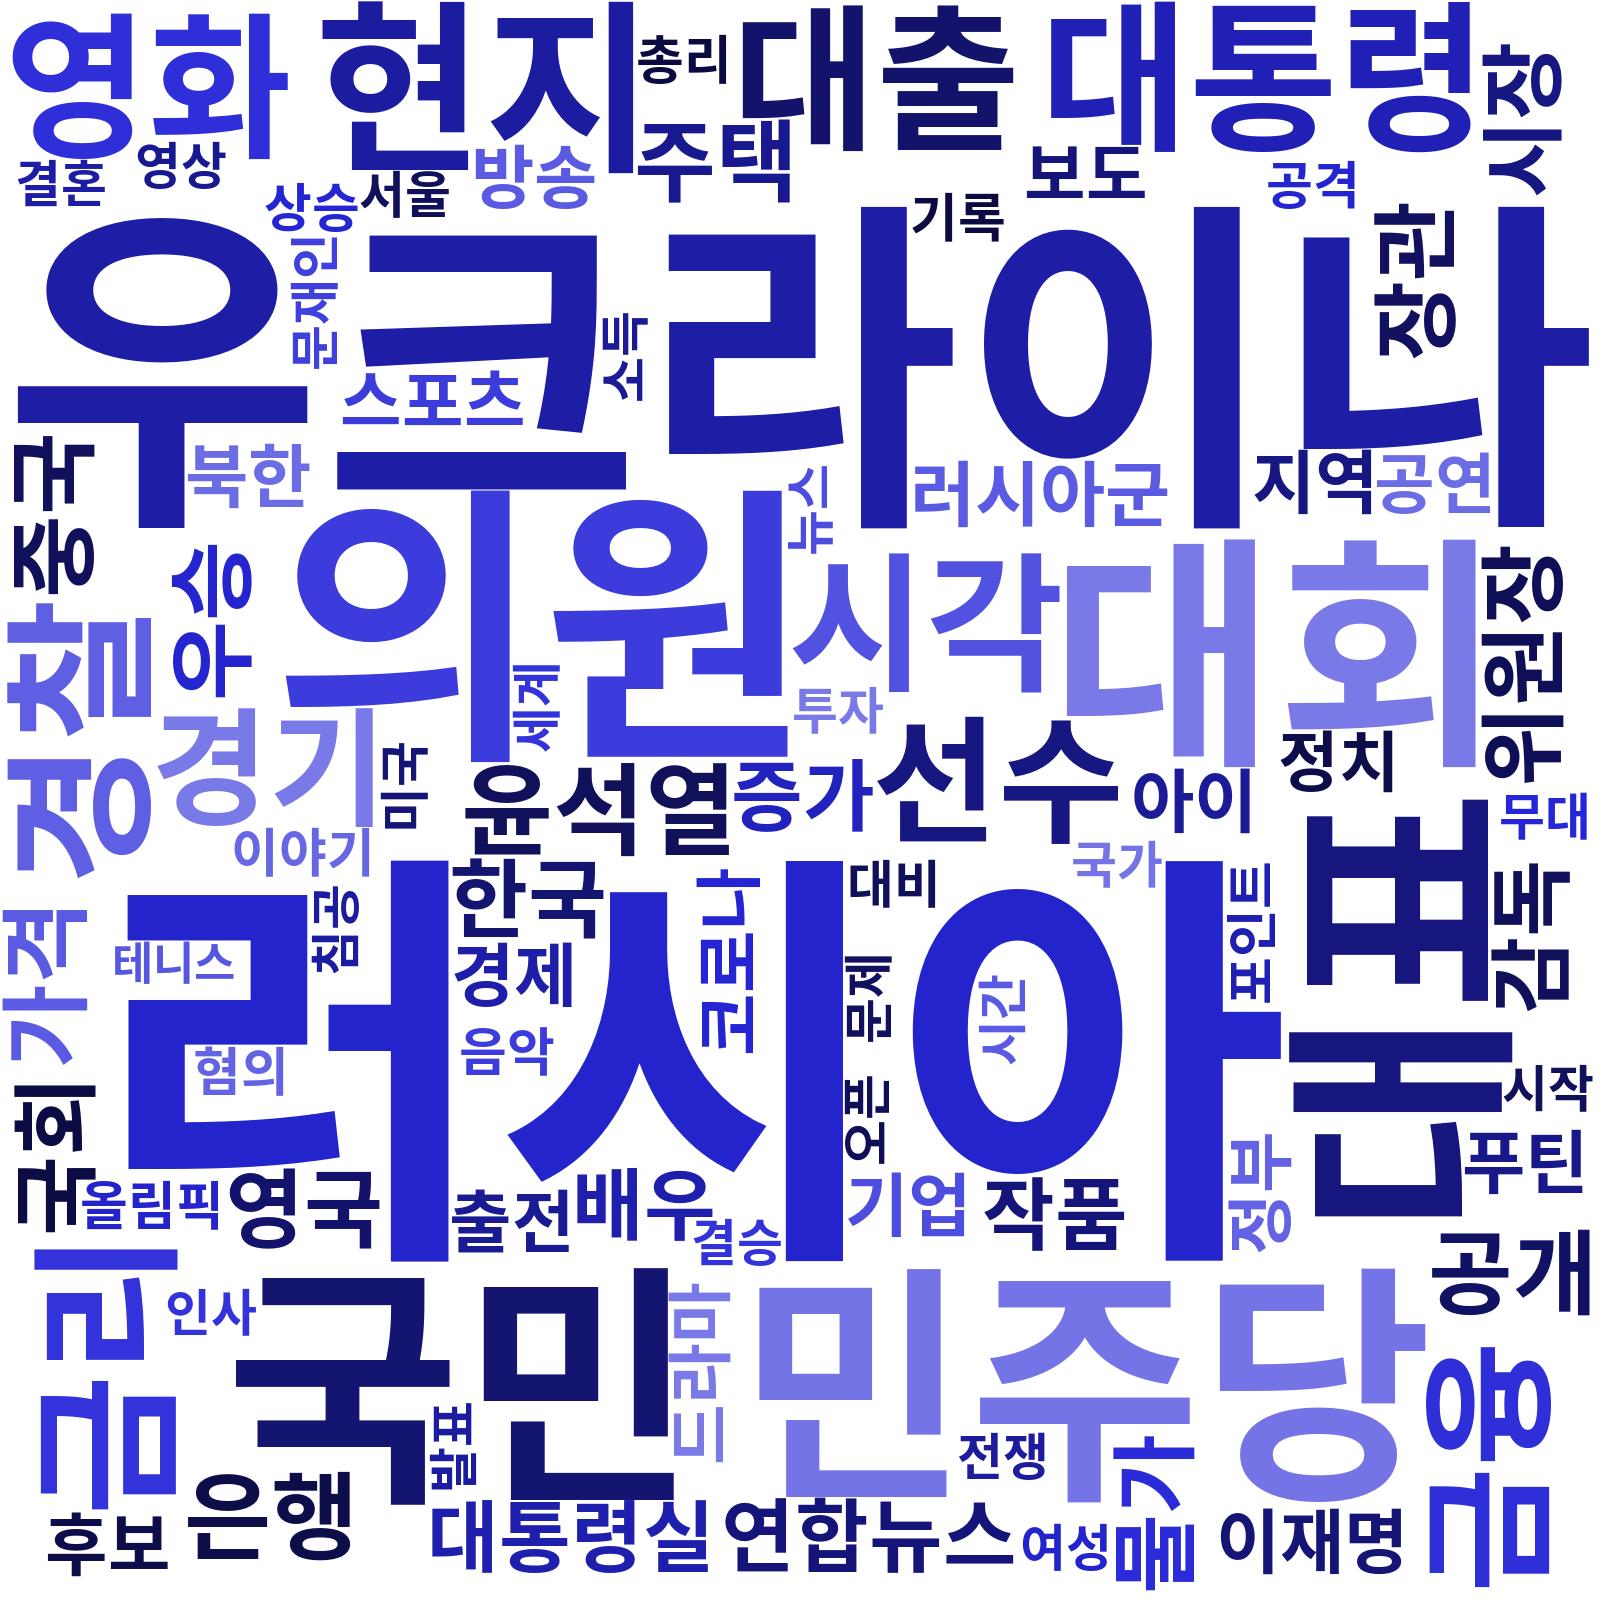 영화
현지
총리
대출
대통령
시장
결혼
영상
상승
서울
방송
주택
보도
공격
기록
장관
우크라이나
문재인
스포츠
소득
중국
북한
뉴스
러시아군
지역
공연
우승
의원
시각
대회
위원장
경찰
세계
투자
경기
미국
윤석열
증가
선수
아이
정치
무대
이야기
한국
대비
국가
포인트
대표
감독
가격
테니스
침공
경제
코로나
문제
시간
러시아
혐의
음악
오픈
시작
국회
올림픽
영국
출전
배우
결승
기업
작품
정부
푸틴
공개
금리
인사
국민
드라마
민주당
금융
발표
전쟁
물가
은행
후보
대통령실
연합뉴스
여성
이재명